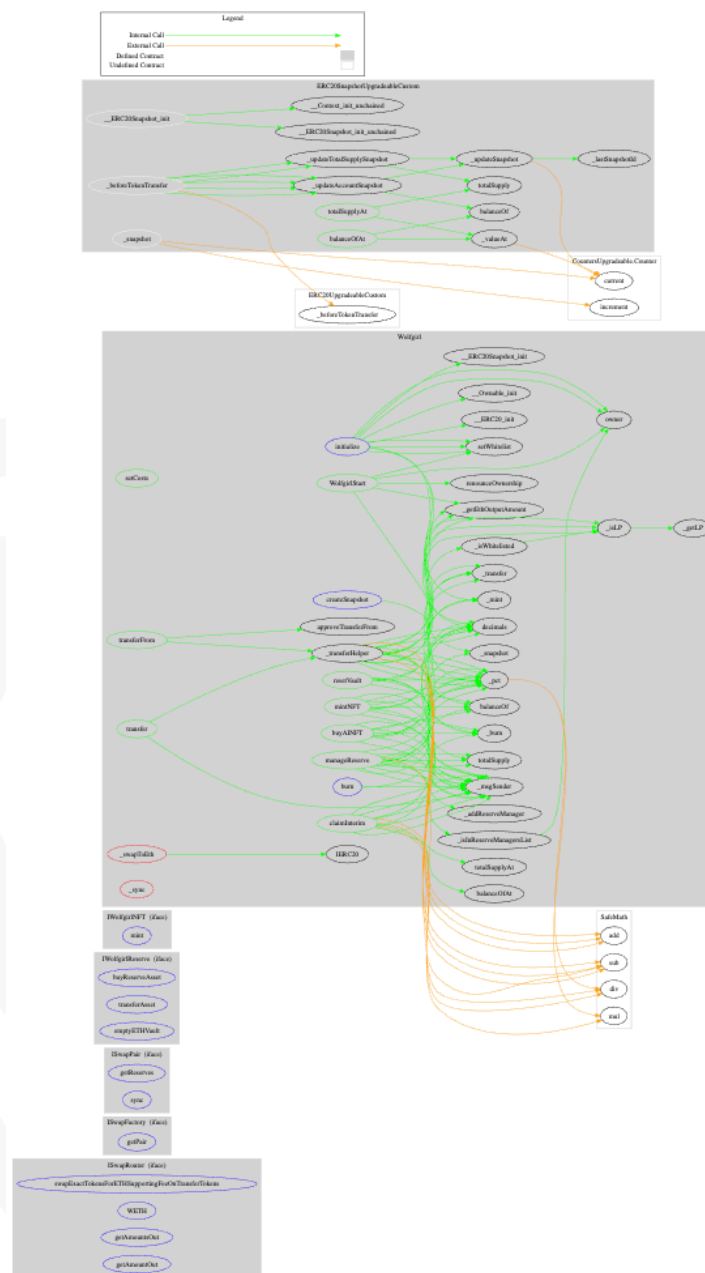 Legend
Internal Call
External Call
Defined Contract
Undefined Contract
ERC20SnapshotUpgradeableCustom
__ERC20Snapshot_init
__Context_init_unchained
__ERC20Snapshot_init_unchained
_updateTotalSupplySnapshot
_updateSnapshot
_lastSnapshotId
_beforeTokenTransfer
_updateAccountSnapshot
totalSupply
totalSupplyAt
balanceOf
_snapshot
balanceOfAt
_valueAt
CountersUpgradeable.Counter
current
increment
ERC20UpgradeableCustom
_beforeTokenTransfer
Wolfgirl
__ERC20Snapshot_init
__Ownable_init
__ERC20_init
owner
initialize
setWhitelist
setCosts
WolfgirlStart
renounceOwnership
_getEthOutputAmount
_isLP
_getLP
_isWhitelisted
_transfer
createSnapshot
_mint
approveTransferFrom
decimals
transferFrom
_transferHelper
_snapshot
resetVault
_pct
mintNFT
balanceOf
transfer
buyAINFT
_burn
manageReserve
totalSupply
burn
_msgSender
_addReserveManager
claimInterim
_isInReserveManagersList
_swapToEth
IERC20
totalSupplyAt
_sync
balanceOfAt
IWolfgirlNFT (iface)
mint
SafeMath
add
sub
div
mul
IWolfgirlReserve (iface)
buyReserveAsset
transferAsset
emptyETHVault
ISwapPair (iface)
getReserves
sync
ISwapFactory (iface)
getPair
ISwapRouter (iface)
swapExactTokensForETHSupportingFeeOnTransferTokens
WETH
getAmountsOut
getAmountOut